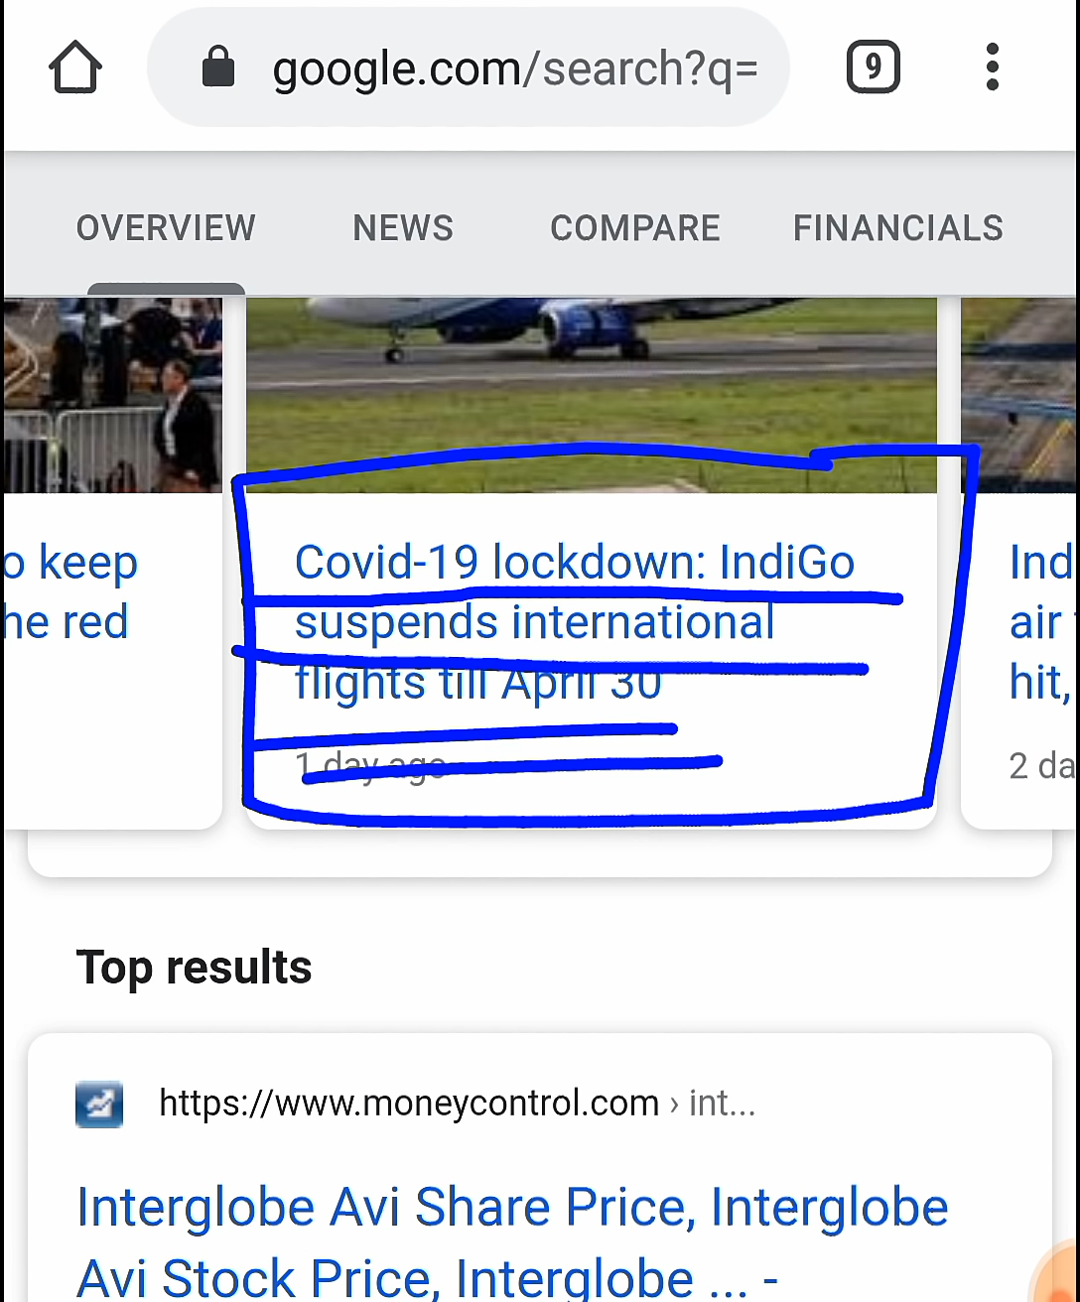 google.com/search?q=
9
OVERVIEW NEWS COMPARE FINANCIALS
o keep
he red
Covid-19 lockdown: IndiGo
suspends international
flights till April 30
1 day ago
Ind
air
hit,
2 da
Top results
https://www.moneycontrol.com › int...
Interglobe Avi Share Price, Interglobe
Avi Stock Price, Interglobe ... -